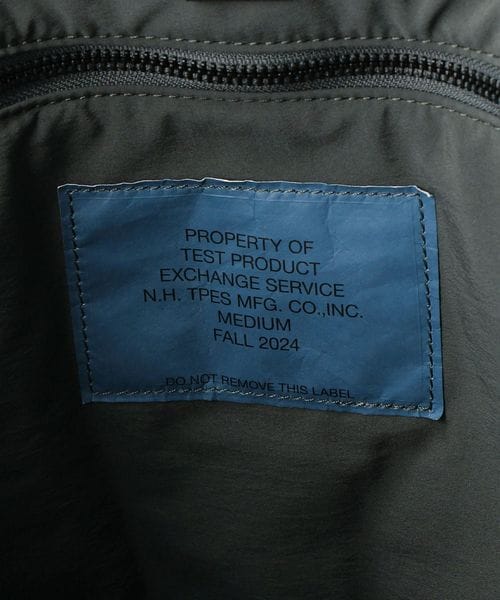 PROPERTY OF
TEST PRODUCT
EXCHANGE SERVICE
N.H. TPES MFG. CO.,INC.
MEDIUM
FALL 2024
DO NOT REMOVE THIS LABEL